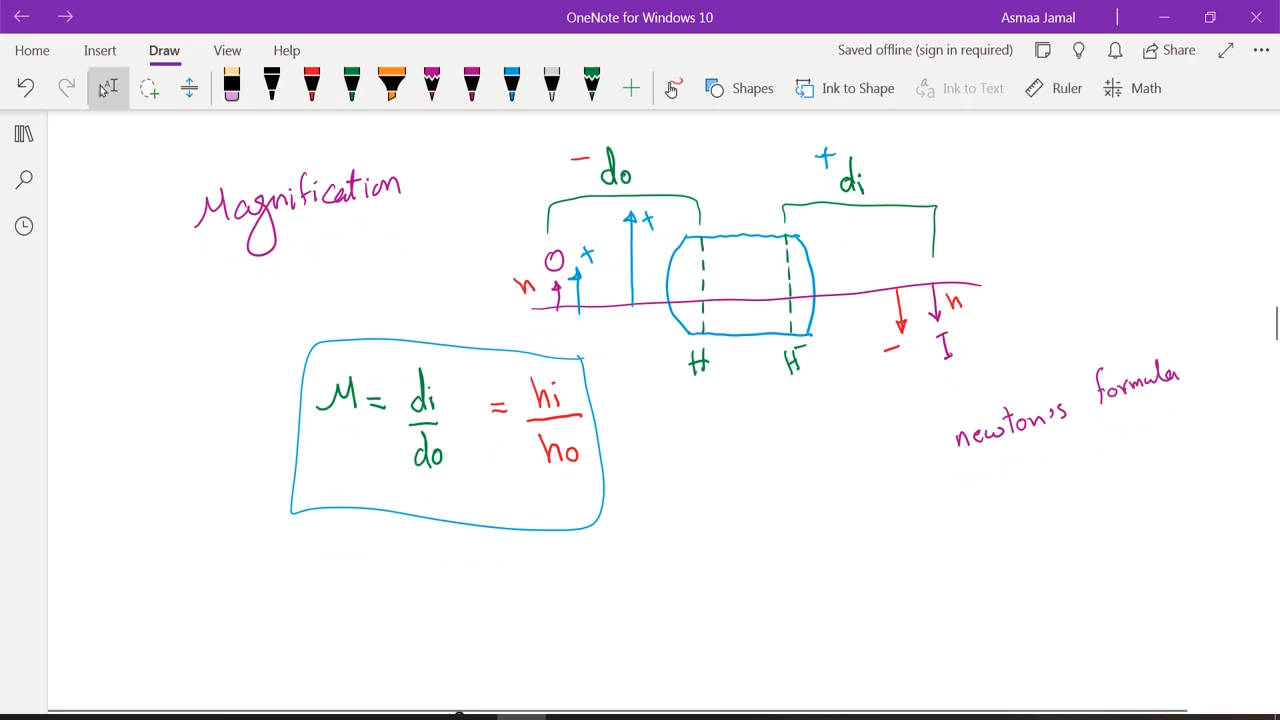 OneNote for Windows 10
Asmaa Jamal
Home Insert Draw View Help
Saved offline (sign in required)
Share
Shapes
Ink to Shape
Ink to Text
Ruler
Math
Magnification
- do
+ di
O
+
+
h
h
-
I
H
H'
M = di/do = hi/ho
newton's formula